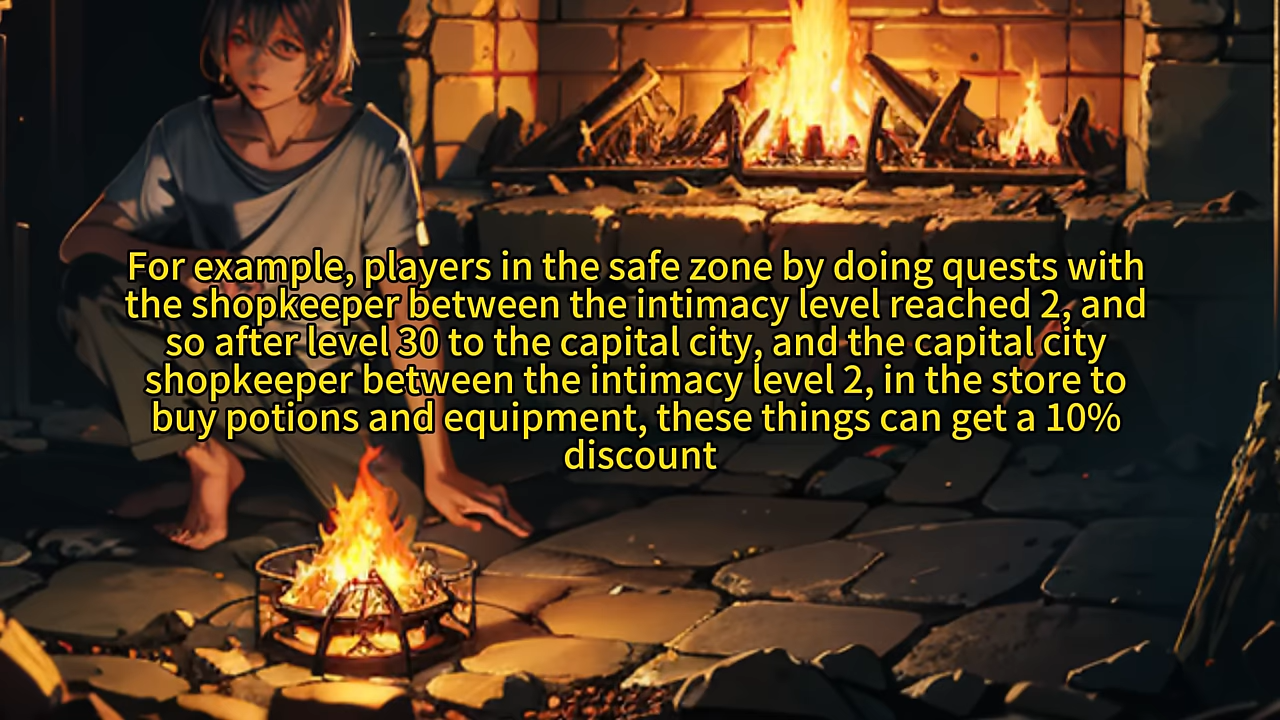 For example, players in the safe zone by doing quests with
the shopkeeper between the intimacy level reached 2, and
so after level 30 to the capital city, and the capital city
shopkeeper between the intimacy level 2, in the store to
buy potions and equipment, these things can get a 10%
discount